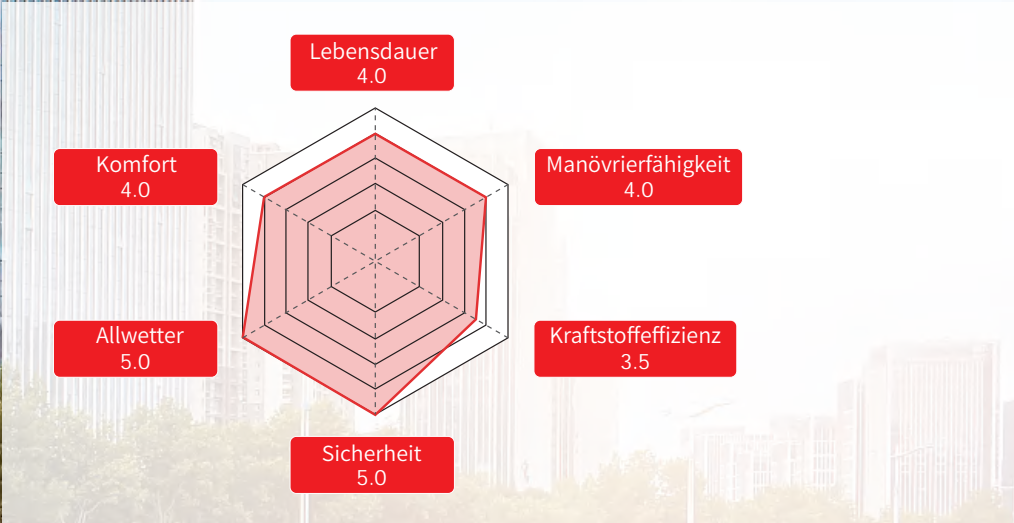 Lebensdauer
4.0
Komfort
4.0
Manövrierfähigkeit
4.0
Allwetter
5.0
Kraftstoffeffizienz
3.5
Sicherheit
5.0